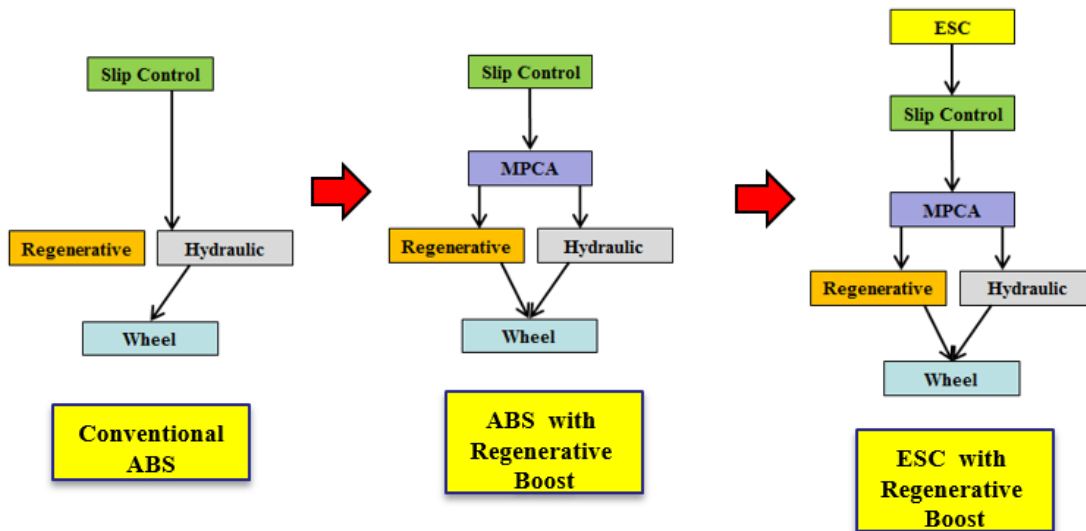 Slip Control
Regenerative
Hydraulic
Wheel
Conventional
ABS
Slip Control
MPCA
Regenerative
Hydraulic
Wheel
ABS with
Regenerative
Boost
ESC
Slip Control
MPCA
Regenerative
Hydraulic
Wheel
ESC with
Regenerative
Boost